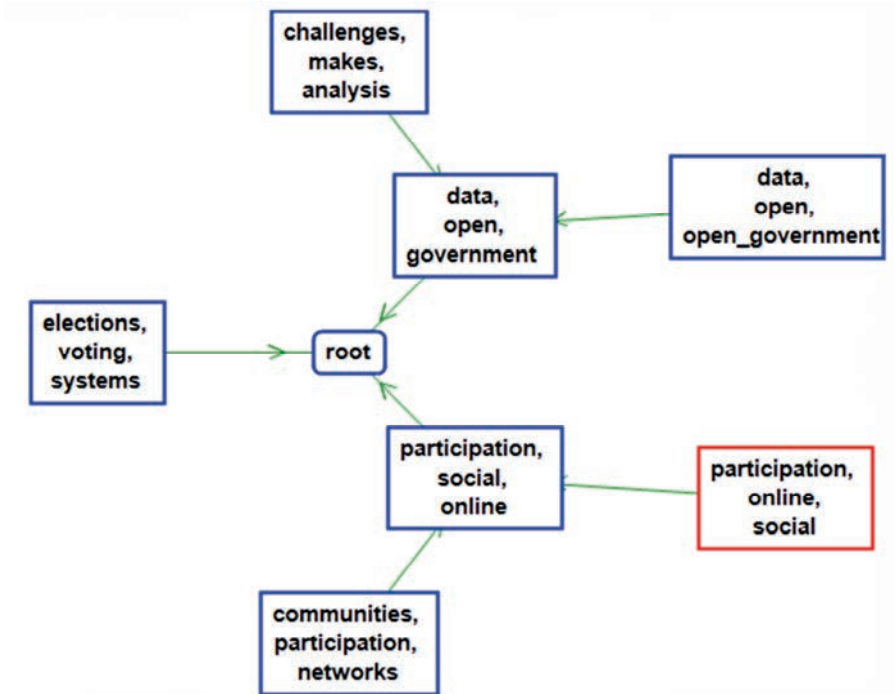 challenges,
makes,
analysis
data,
open,
government
data,
open,
open_government
elections,
voting,
systems
root
participation,
social,
online
participation,
online,
social
communities,
participation,
networks